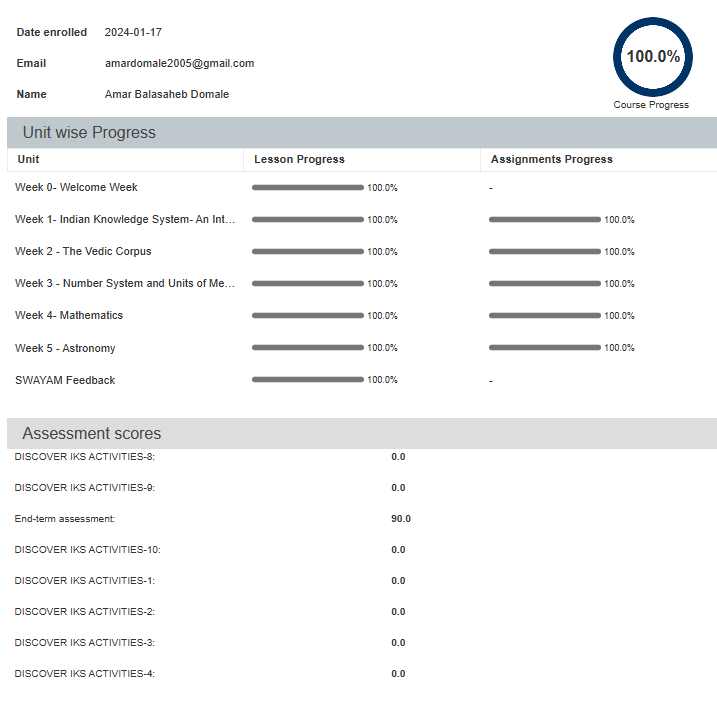 Date enrolled 2024-01-17
Email amardomale2005@gmail.com
Name Amar Balasaheb Domale
100.0%
Course Progress
Unit wise Progress
Unit Lesson Progress Assignments Progress
Week 0- Welcome Week 100.0% -
Week 1- Indian Knowledge System- An Int... 100.0% 100.0%
Week 2 - The Vedic Corpus 100.0% 100.0%
Week 3 - Number System and Units of Me... 100.0% 100.0%
Week 4- Mathematics 100.0% 100.0%
Week 5 - Astronomy 100.0% 100.0%
SWAYAM Feedback 100.0% -
Assessment scores
DISCOVER IKS ACTIVITIES-8: 0.0
DISCOVER IKS ACTIVITIES-9: 0.0
End-term assessment: 90.0
DISCOVER IKS ACTIVITIES-10: 0.0
DISCOVER IKS ACTIVITIES-1: 0.0
DISCOVER IKS ACTIVITIES-2: 0.0
DISCOVER IKS ACTIVITIES-3: 0.0
DISCOVER IKS ACTIVITIES-4: 0.0